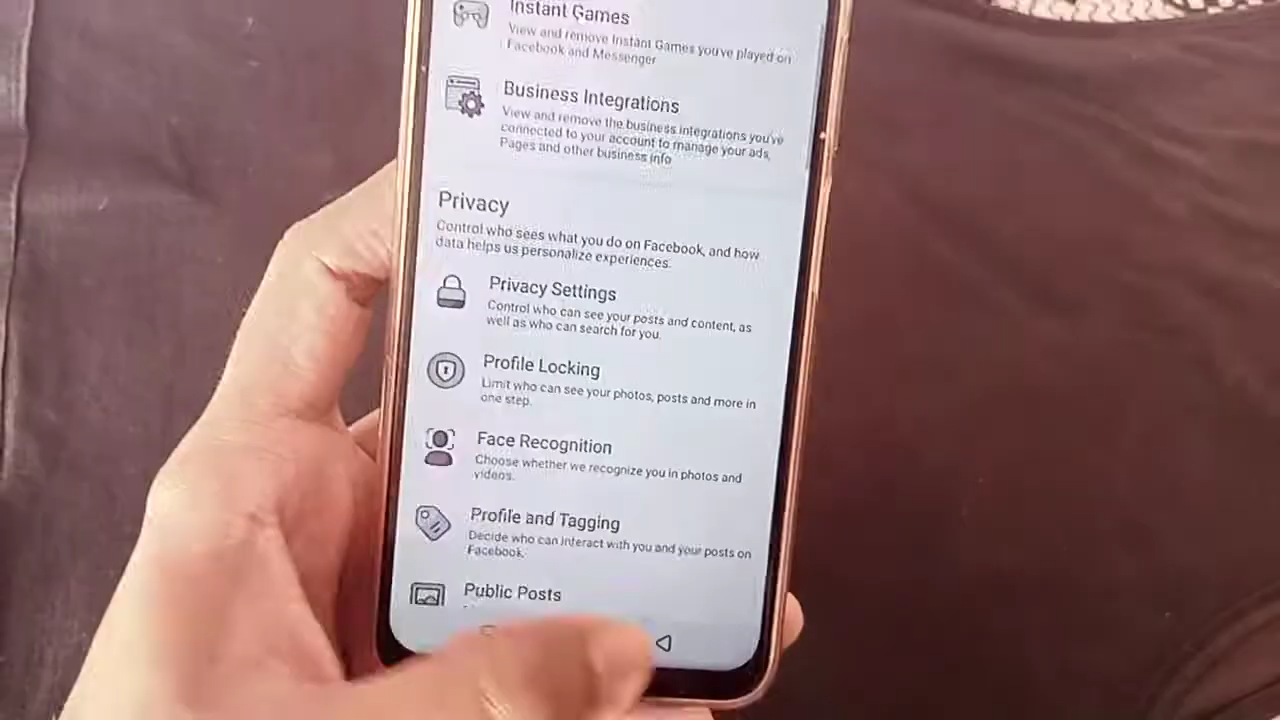 Instant Games
View and remove Instant Games you've played on
Facebook and Messenger
Business Integrations
View and remove the business integrations you've
connected to your account to manage your ads,
Pages and other business info
Privacy
Control who sees what you do on Facebook, and how
data helps us personalize experiences.
Privacy Settings
Control who can see your posts and content, as
well as who can search for you.
Profile Locking
Limit who can see your photos, posts and more in
one step.
Face Recognition
Choose whether we recognize you in photos and
videos.
Profile and Tagging
Decide who can interact with you and your posts on
Facebook.
Public Posts